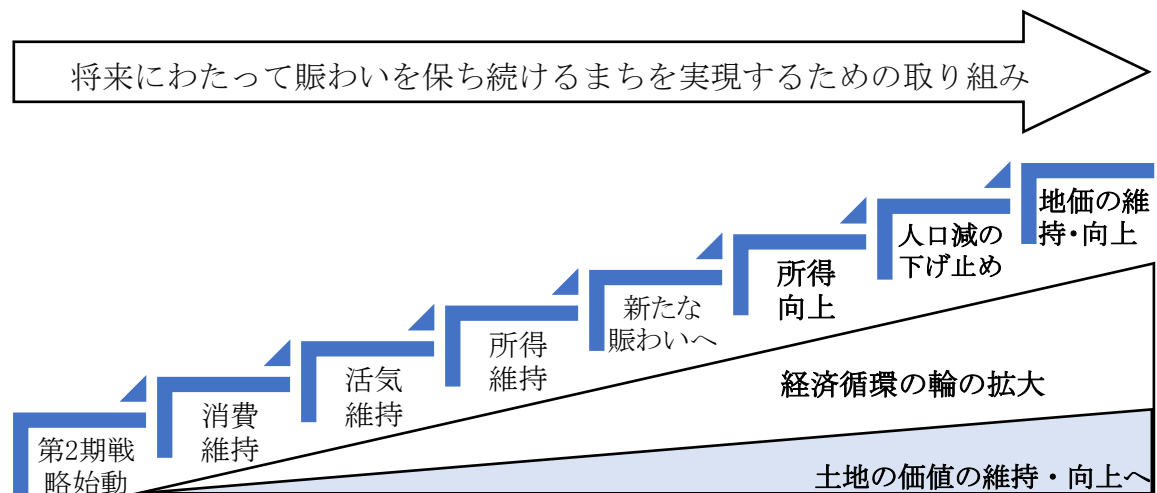 将来にわたって賑わいを保ち続けるまちを実現するための取り組み
第2期戦
略始動
消費
維持
活気
維持
所得
維持
新たな
賑わいへ
所得
向上
人口減の
下げ止め
地価の維
持・向上
経済循環の輪の拡大
土地の価値の維持・向上へ